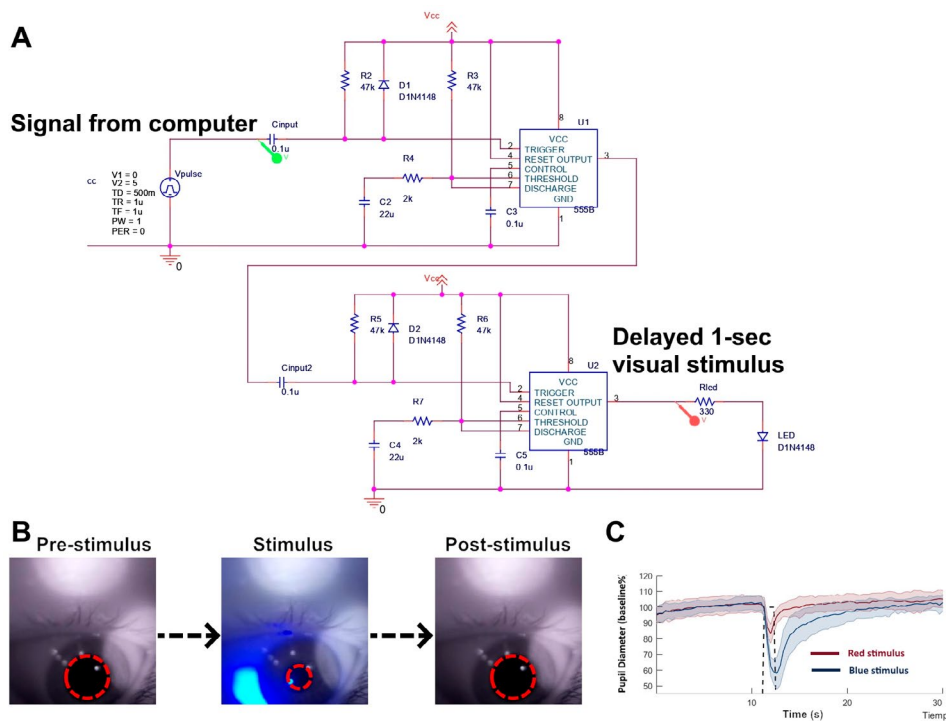 A
Vcc
R2
47k
D1
D1N4148
R3
47k
Signal from computer
Cinput
0.1u
Vpulse
cc
V1 = 0
V2 = 5
TD = 500m
TR = 1u
TF = 1u
PW = 1
PER = 0
R4
2k
C2
22u
C3
0.1u
U1
8
VCC
2 TRIGGER
4 RESET OUTPUT 3
5 CONTROL
6 THRESHOLD
7 DISCHARGE
GND
1
555B
V
0
Vcc
R5
47k
D2
D1N4148
R6
47k
Delayed 1-sec
visual stimulus
Cinput2
0.1u
R7
2k
C4
22u
C5
0.1u
U2
8
VCC
2 TRIGGER
4 RESET OUTPUT 3
5 CONTROL
6 THRESHOLD
7 DISCHARGE
GND
1
555B
Rled
330
V
LED
D1N4148
0
B
Pre-stimulus
Stimulus
Post-stimulus
C
Pupil Diameter (baseline%)
110
100
90
80
70
60
50
Red stimulus
Blue stimulus
0
10
20
30
Time (s)
Tiemp